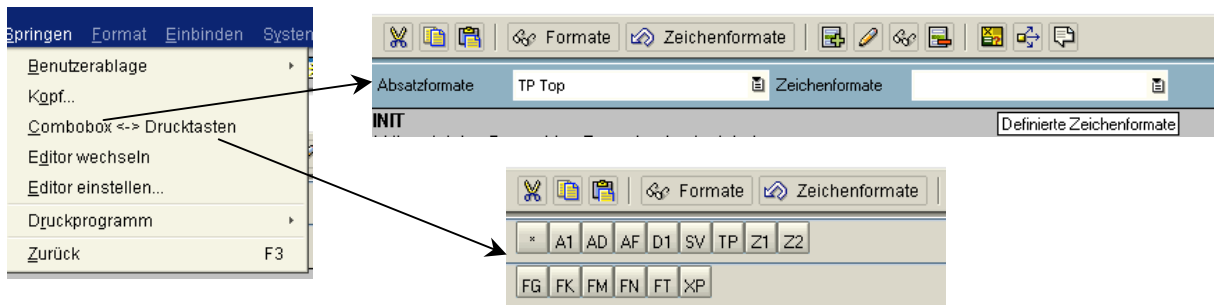 Springen Format Einbinden System
Benutzerablage
Kopf...
Combobox <-> Drucktasten
Editor wechseln
Editor einstellen...
Druckprogramm
Zurück F3
Formate Zeichenformate
Absatzformate TP Top Zeichenformate
INIT
Definierte Zeichenformate
Formate Zeichenformate
* A1 AD AF D1 SV TP Z1 Z2
FG FK FM FN FT XP